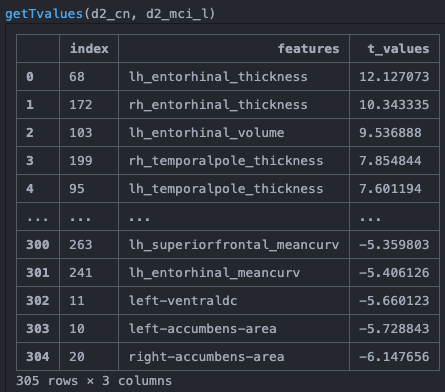 getTvalues(d2_cn, d2_mci_l)
index features t_values
0 68 lh_entorhinal_thickness 12.127073
1 172 rh_entorhinal_thickness 10.343335
2 103 lh_entorhinal_volume 9.536888
3 199 rh_temporalpole_thickness 7.854844
4 95 lh_temporalpole_thickness 7.601194
... ... ... ...
300 263 lh_superiorfrontal_meancurv -5.359803
301 241 lh_entorhinal_meancurv -5.406126
302 11 left-ventraldc -5.660123
303 10 left-accumbens-area -5.728843
304 20 right-accumbens-area -6.147656
305 rows × 3 columns